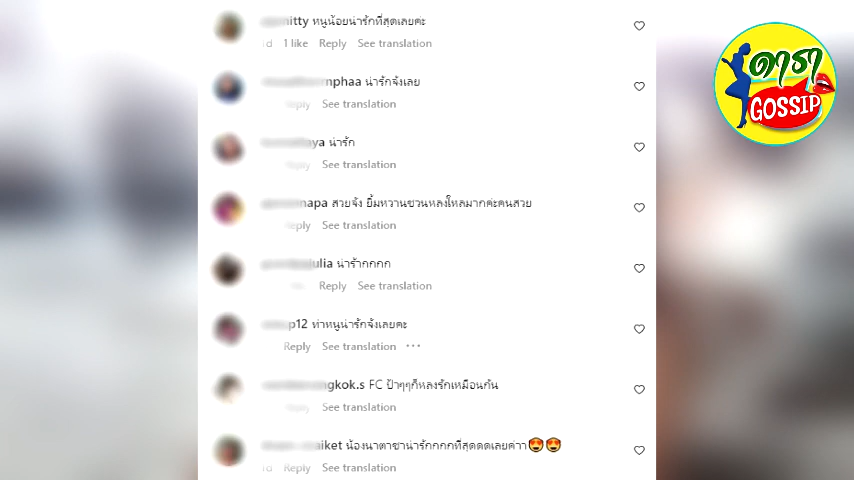 itty หนูน้อยน่ารักที่สุดเลยค่ะ
1 like Reply See translation
mphaa น่ารักจังเลย
Reply See translation
ya น่ารัก
See translation
napa สวยจัง ยิ้มหวานชวนหลงใหลมากค่ะคนสวย
Reply See translation
julia น่าร้ากกกก
Reply See translation
p12 ท่าหนูน่ารักจังเลยคะ
Reply See translation
ngkok.s FC ป้าๆๆก็หลงรักเหมือนกัน
See translation
aiket น้องนาตาชาน่ารักกกกที่สุดดดเลยค่าา😍😍
Reply See translation
ดารา
GOSSIP